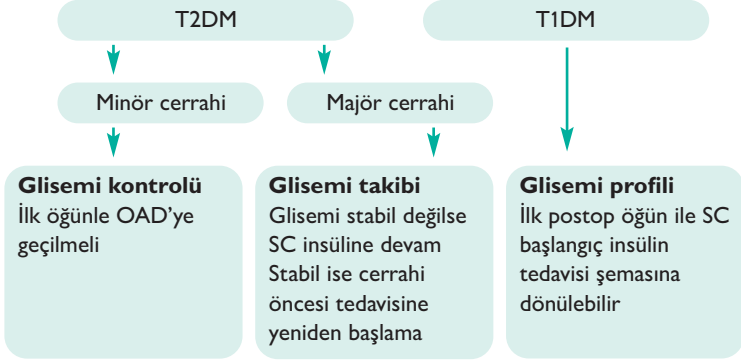 T2DM
T1DM
Minör cerrahi
Majör cerrahi
Glisemi kontrolü
İlk öğünle OAD’ye
geçilmeli
Glisemi takibi
Glisemi stabil değilse
SC insüline devam
Stabil ise cerrahi
öncesi tedavisine
yeniden başlama
Glisemi profili
İlk postop öğün ile SC
başlangıç insülin
tedavisi şemasına
dönülebilir